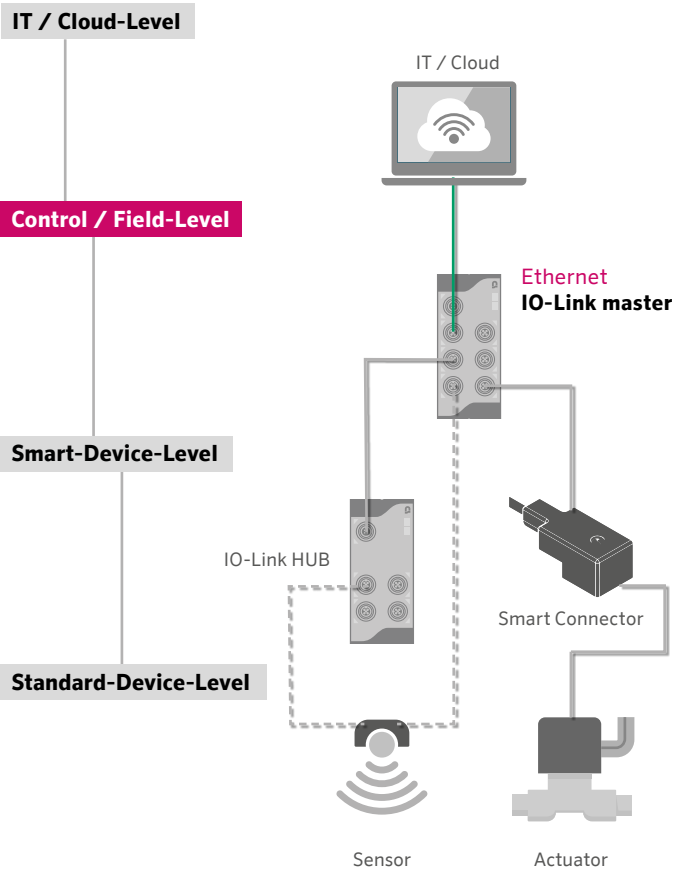 IT / Cloud-Level
IT / Cloud
Control / Field-Level
Ethernet
IO-Link master
Smart-Device-Level
IO-Link HUB
Smart Connector
Standard-Device-Level
Sensor
Actuator